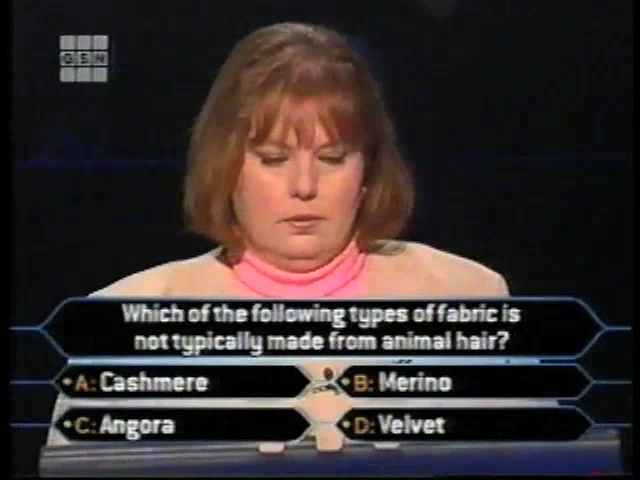 GSN
Which of the following types of fabric is
not typically made from animal hair?
A: Cashmere
B: Merino
C: Angora
D: Velvet